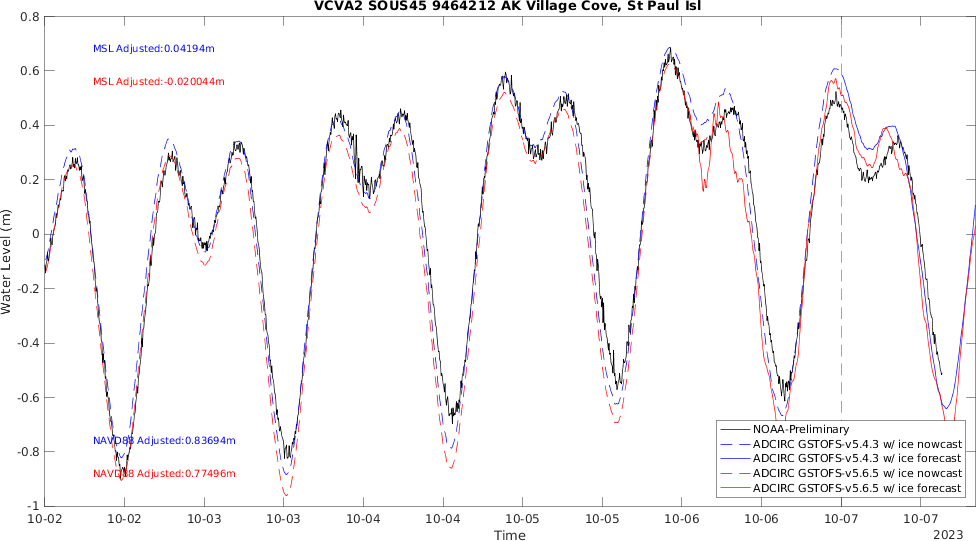 VCVA2 SOUS45 9464212 AK Village Cove, St Paul Isl
0.8
0.6
0.4
0.2
0
-0.2
-0.4
-0.6
-0.8
-1
Water Level (m)
MSL Adjusted:0.04194m
MSL Adjusted:-0.020044m
NAVD88 Adjusted:0.83694m
NAVD88 Adjusted:0.77496m
NOAA-Preliminary
ADCIRC GSTOFS-v5.4.3 w/ ice nowcast
ADCIRC GSTOFS-v5.4.3 w/ ice forecast
ADCIRC GSTOFS-v5.6.5 w/ ice nowcast
ADCIRC GSTOFS-v5.6.5 w/ ice forecast
10-02 10-02 10-03 10-03 10-04 10-04 10-05 10-05 10-06 10-06 10-07 10-07
Time
2023